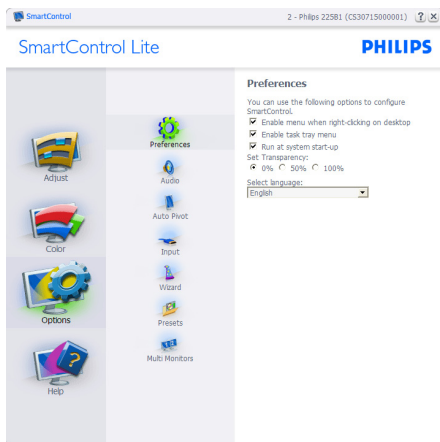 SmartControl
2 - Philips 225B1 (CS30715000001)
SmartControl Lite
PHILIPS
Adjust
Color
Options
Help
Preferences
Audio
Auto Pivot
Input
Wizard
Presets
Multi Monitors
Preferences
You can use the following options to configure
SmartControl.
Enable menu when right-clicking on desktop
Enable task tray menu
Run at system start-up
Set Transparency:
0% 50% 100%
Select language:
English